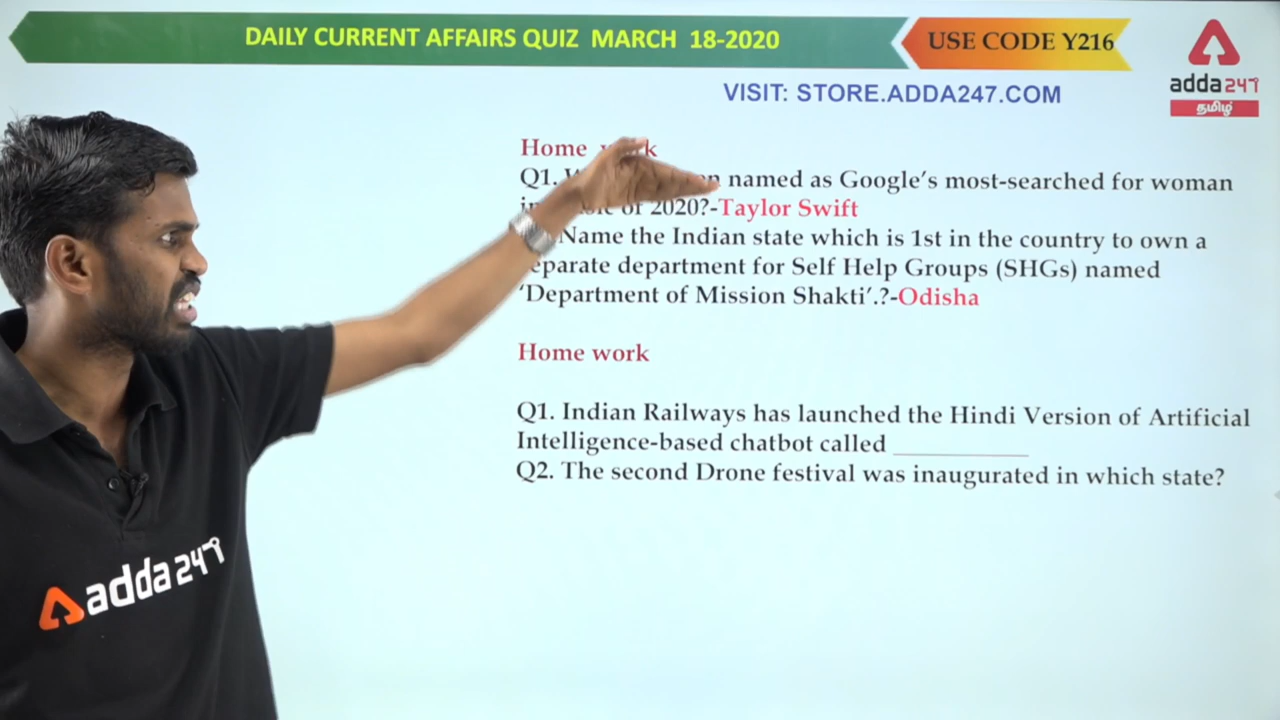 DAILY CURRENT AFFAIRS QUIZ MARCH 18-2020
USE CODE Y216
adda247
தமிழ்
VISIT: STORE.ADDA247.COM
Home
Q1. named as Google's most-searched for woman
of 2020?-Taylor Swift
Name the Indian state which is 1st in the country to own a
eparate department for Self Help Groups (SHGs) named
'Department of Mission Shakti'.?-Odisha
Home work
Q1. Indian Railways has launched the Hindi Version of Artificial
Intelligence-based chatbot called ____________
Q2. The second Drone festival was inaugurated in which state?
adda247